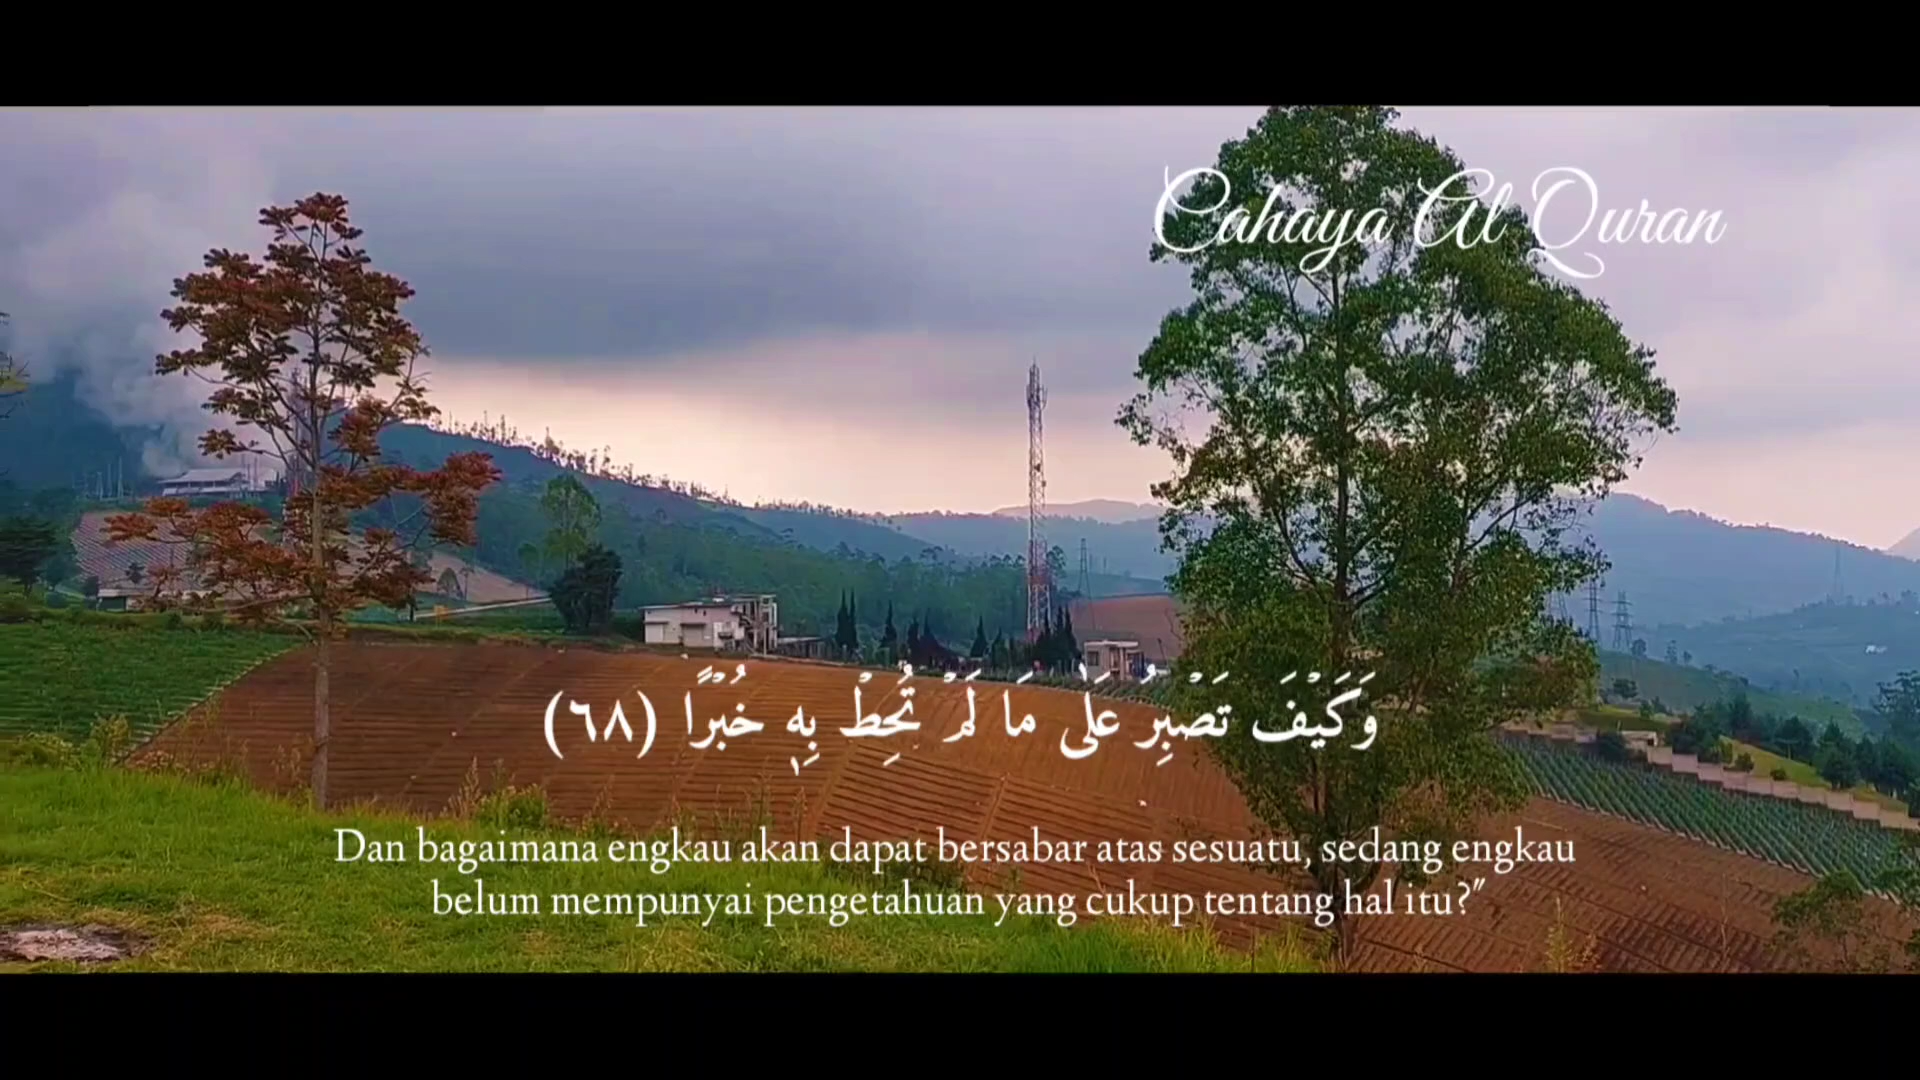 Cahaya Al Quran
وَكَيْفَ تَصْبِرُ عَلٰى مَا لَمْ تُحِطْ بِهٖ خُبْرًا (٦٨)
Dan bagaimana engkau akan dapat bersabar atas sesuatu, sedang engkau
belum mempunyai pengetahuan yang cukup tentang hal itu?"